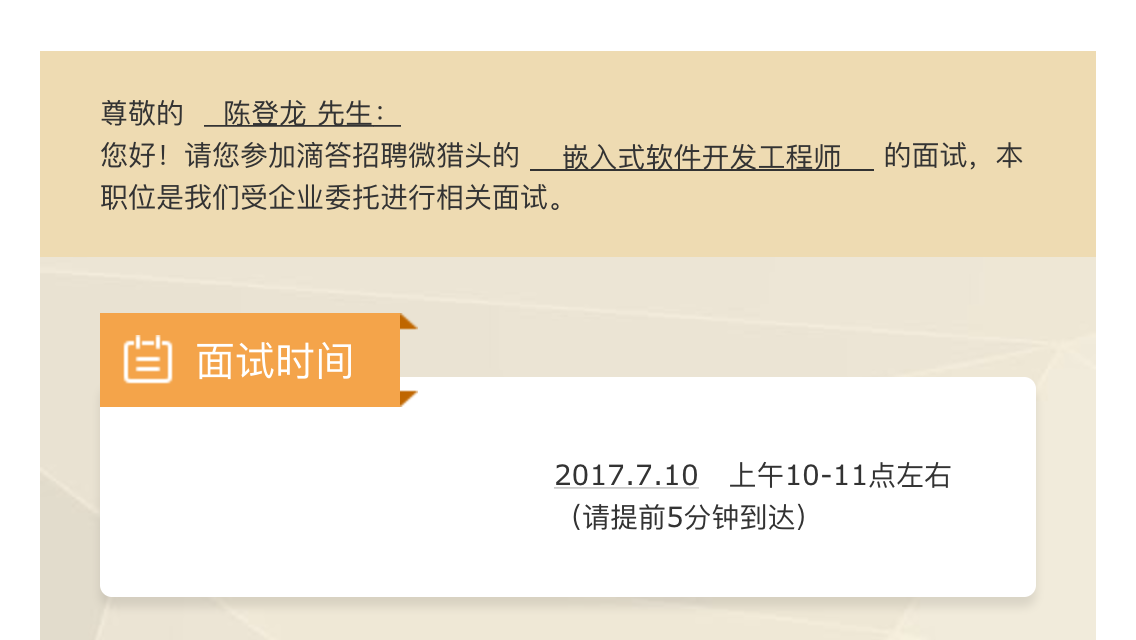 尊敬的 陈登龙 先生：
您好！请您参加滴答招聘微猎头的 嵌入式软件开发工程师 的面试，本
职位是我们受企业委托进行相关面试。
面试时间
2017.7.10 上午10-11点左右
（请提前5分钟到达）